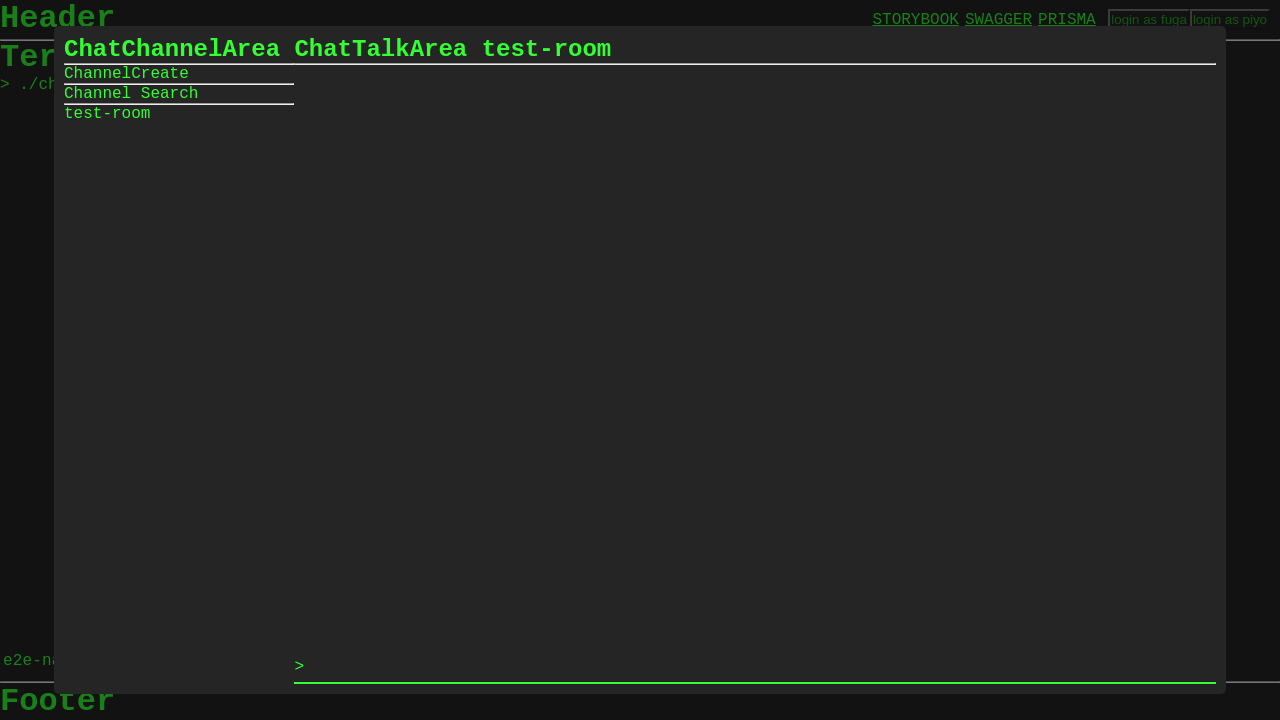 Header
STORYBOOK SWAGGER PRISMA login as fuga login as piyo
Ter
> ./ch
ChatChannelArea ChatTalkArea test-room
ChannelCreate
Channel Search
test-room
>
e2e-na
Footer